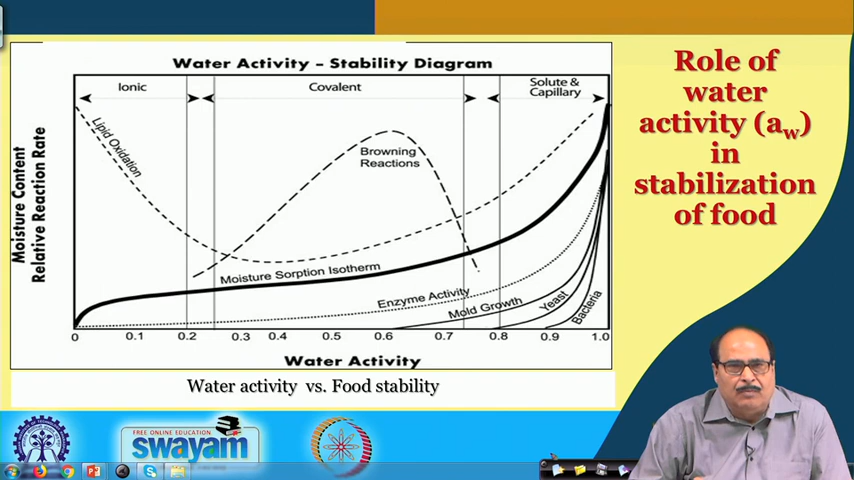 Water Activity – Stability Diagram
Ionic
Covalent
Solute &
Capillary
Lipid Oxidation
Browning
Reactions
Moisture Sorption Isotherm
Enzyme Activity
Mold Growth
Yeast
Bacteria
Moisture Content
Relative Reaction Rate
0 0.1 0.2 0.3 0.4 0.5 0.6 0.7 0.8 0.9 1.0
Water Activity
Water activity vs. Food stability
Role of
water
activity (aw)
in
stabilization
of food
FREE ONLINE EDUCATION
swayam